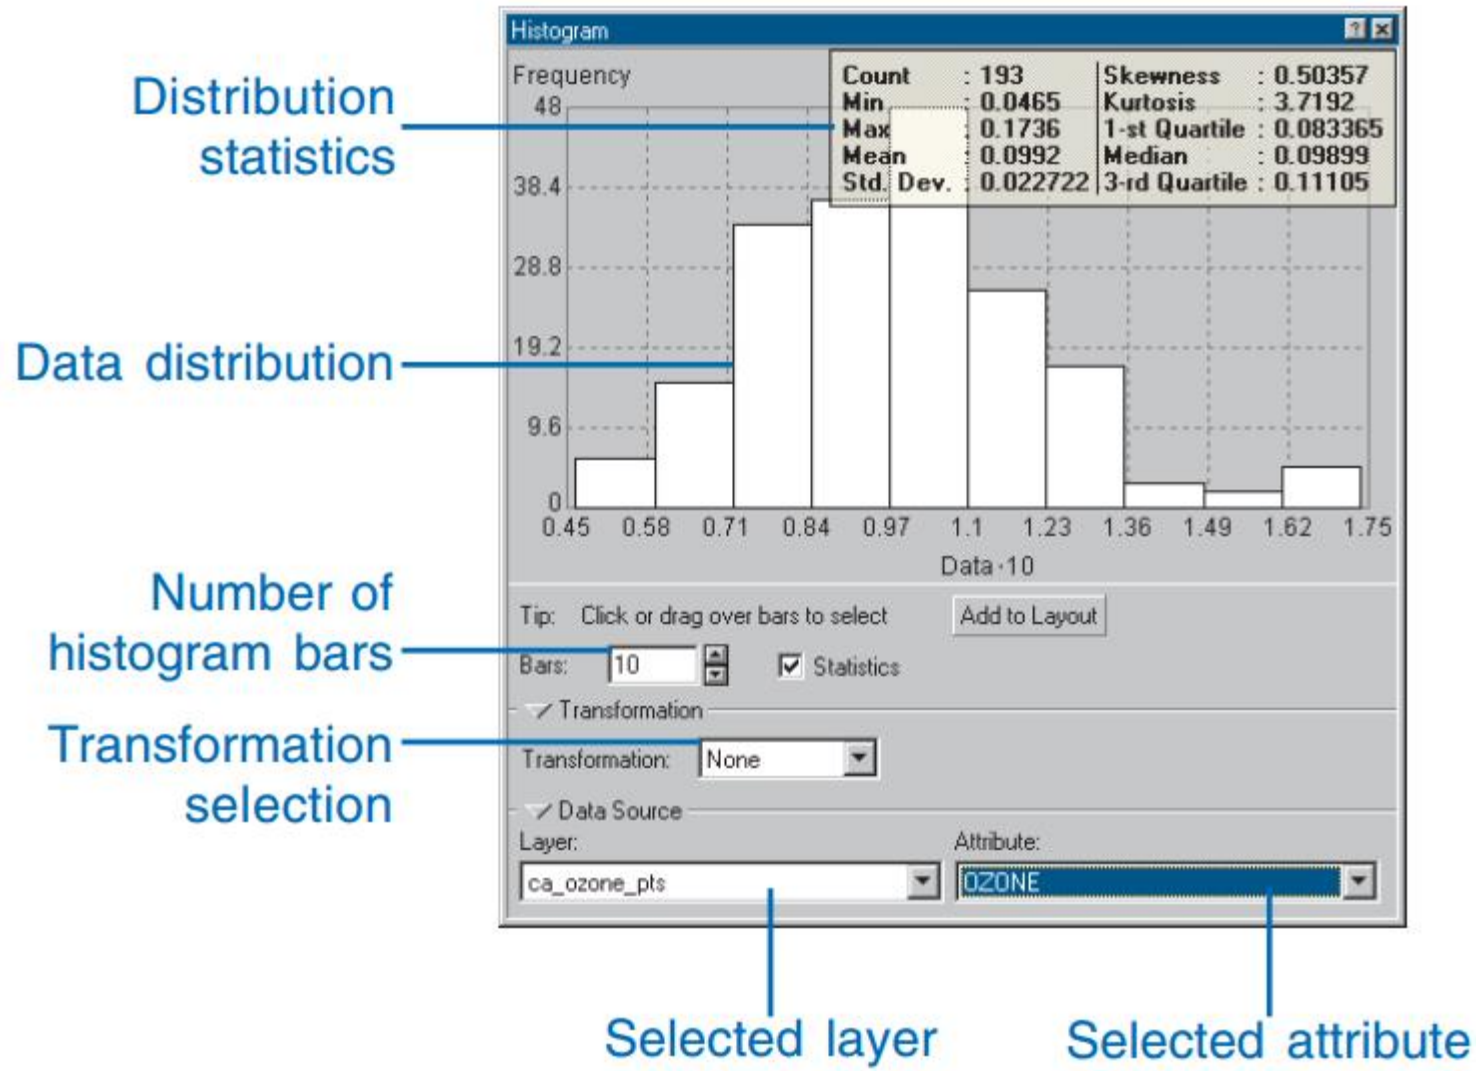 Histogram
Distribution
statistics
Frequency
Count : 193 Skewness : 0.50357
Min : 0.0465 Kurtosis : 3.7192
Max : 0.1736 1-st Quartile : 0.083365
Mean : 0.0992 Median : 0.09899
Std. Dev. : 0.022722 3-rd Quartile : 0.11105
48
38.4
28.8
19.2
9.6
0
Data distribution
0.45 0.58 0.71 0.84 0.97 1.1 1.23 1.36 1.49 1.62 1.75
Data·10
Number of
histogram bars
Tip: Click or drag over bars to select Add to Layout
Bars: 10 Statistics
Transformation
Transformation
selection
Transformation: None
Data Source
Layer: Attribute:
ca_ozone_pts OZONE
Selected layer Selected attribute